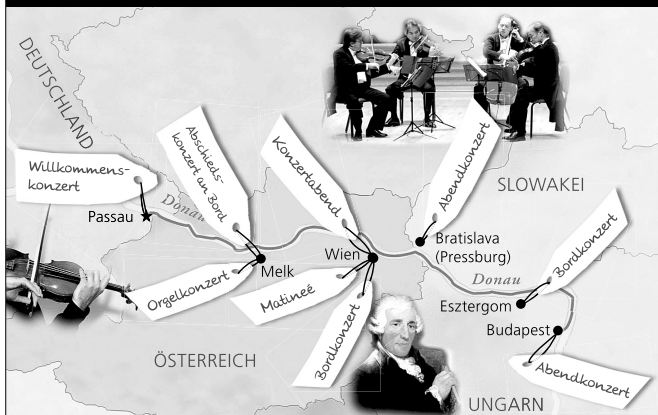 DEUTSCHLAND
Willkommens-
konzert
Passau
Donau
Abschieds-
konzert an Bord
Orgelkonzert
Melk
Konzertabend
Wien
Matineé
Bordkonzert
Abendkonzert
Bratislava
(Pressburg)
SLOWAKEI
Donau
Bordkonzert
Esztergom
Budapest
Abendkonzert
ÖSTERREICH
UNGARN